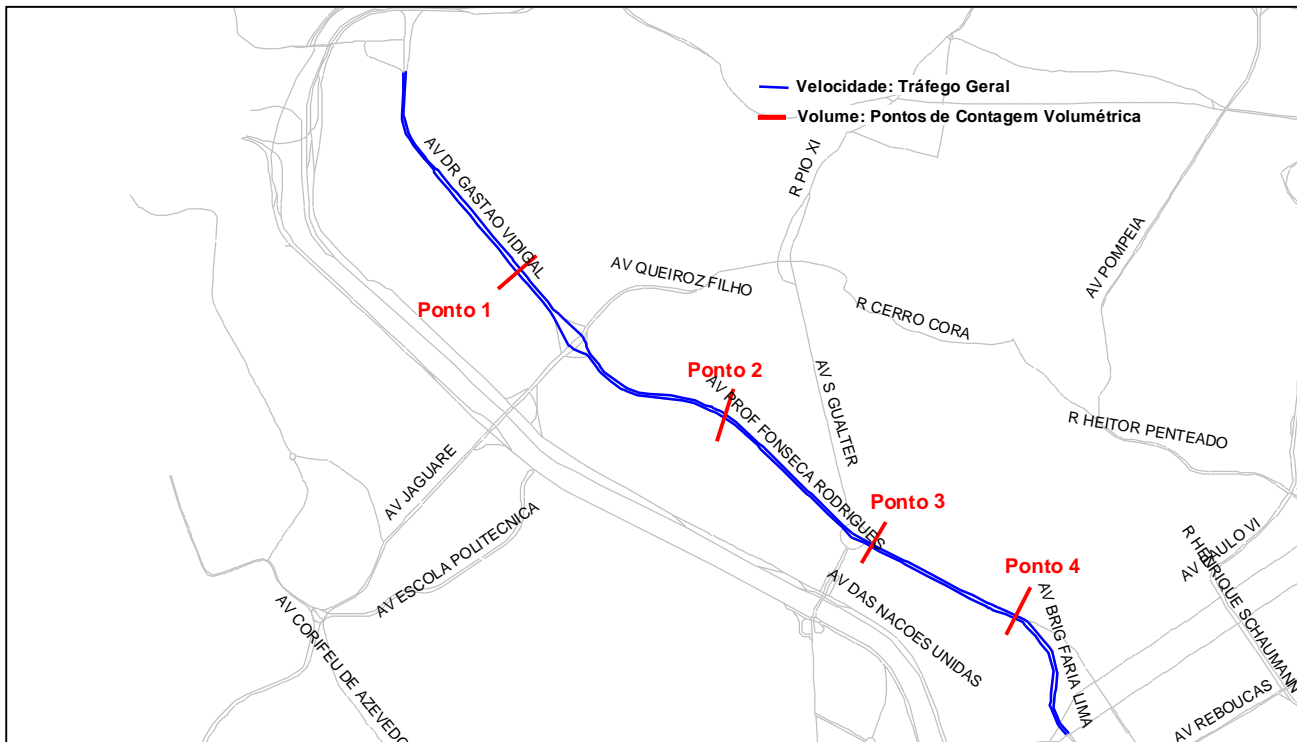 Velocidade: Tráfego Geral
Volume: Pontos de Contagem Volumétrica
AV DR GASTAO VIDIGAL
R PIO XI
AV POMPEIA
AV QUEIROZ FILHO
Ponto 1
R CERRO CORA
Ponto 2
AV PROF FONSECA RODRIGUES
AV S GUALTER
R HEITOR PENTEADO
AV JAGUARE
Ponto 3
AV ESCOLA POLITECNICA
AV PAULO VI
R HENRIQUE SCHAUMANN
Ponto 4
AV DAS NACOES UNIDAS
AV BRIG FARIA LIMA
AV CORIFEU DE AZEVEDO
AV REBOUCAS